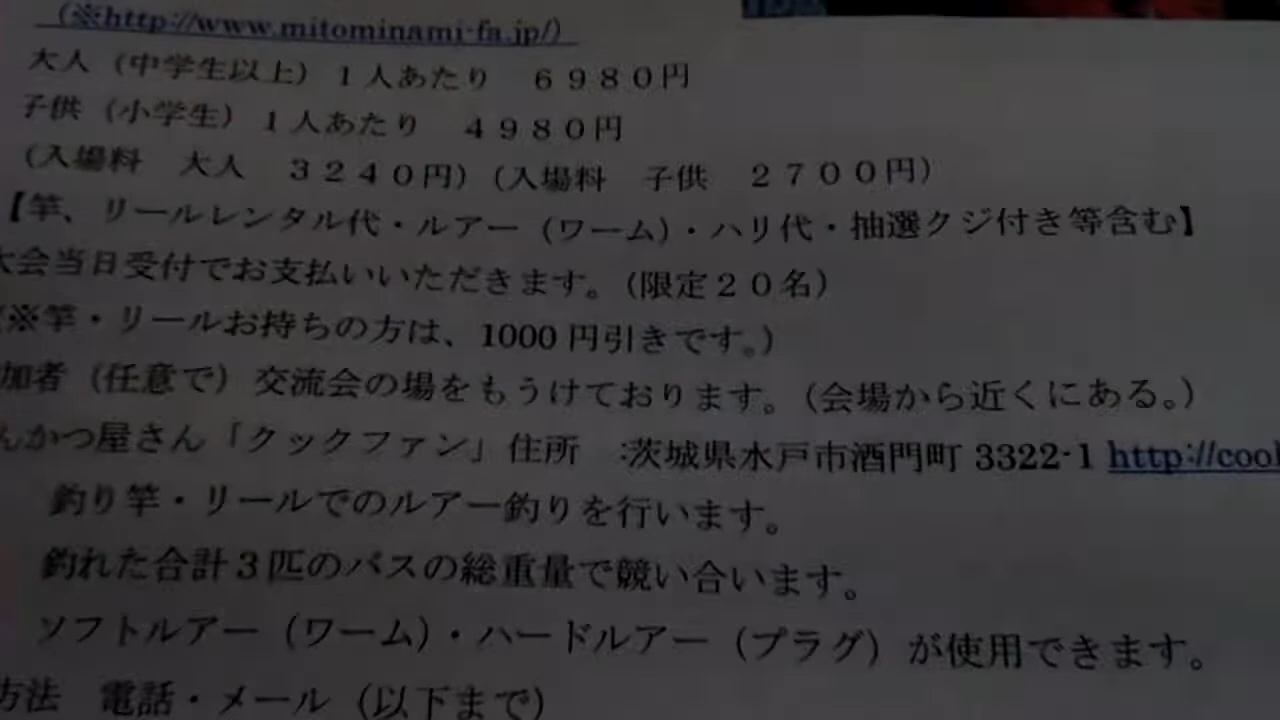 (※http://www.mitominami-fa.jp/)
大人（中学生以上）１人あたり　６９８０円
子供（小学生）１人あたり　４９８０円
（入場料　大人　３２４０円）（入場料　子供　２７００円）
【竿、リールレンタル代・ルアー（ワーム）・ハリ代・抽選クジ付き等含む】
大会当日受付でお支払いいただきます。（限定２０名）
（※竿・リールお持ちの方は、1000 円引きです。）
加者（任意で）交流会の場をもうけております。（会場から近くにある。）
んかつ屋さん「クックファン」住所　:茨城県水戸市酒門町 3322-1 http://cool
釣り竿・リールでのルアー釣りを行います。
釣れた合計３匹のバスの総重量で競い合います。
ソフトルアー（ワーム）・ハードルアー（プラグ）が使用できます。
方法　電話・メール（以下まで）